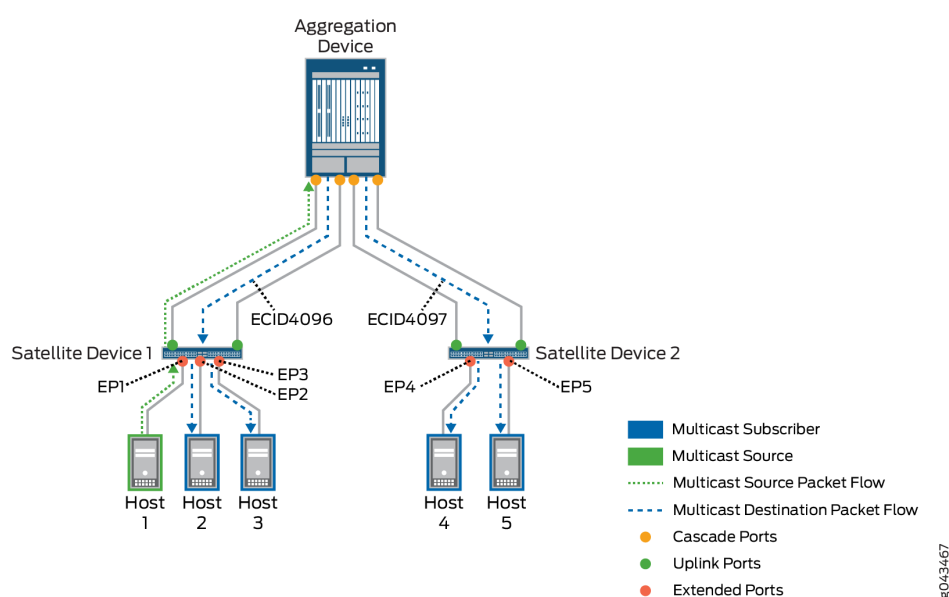 Aggregation
Device
ECID4096
ECID4097
Satellite Device 1
Satellite Device 2
EP1
EP3
EP2
EP4
EP5
Host
1
Host
2
Host
3
Host
4
Host
5
Multicast Subscriber
Multicast Source
Multicast Source Packet Flow
Multicast Destination Packet Flow
Cascade Ports
Uplink Ports
Extended Ports
g043467